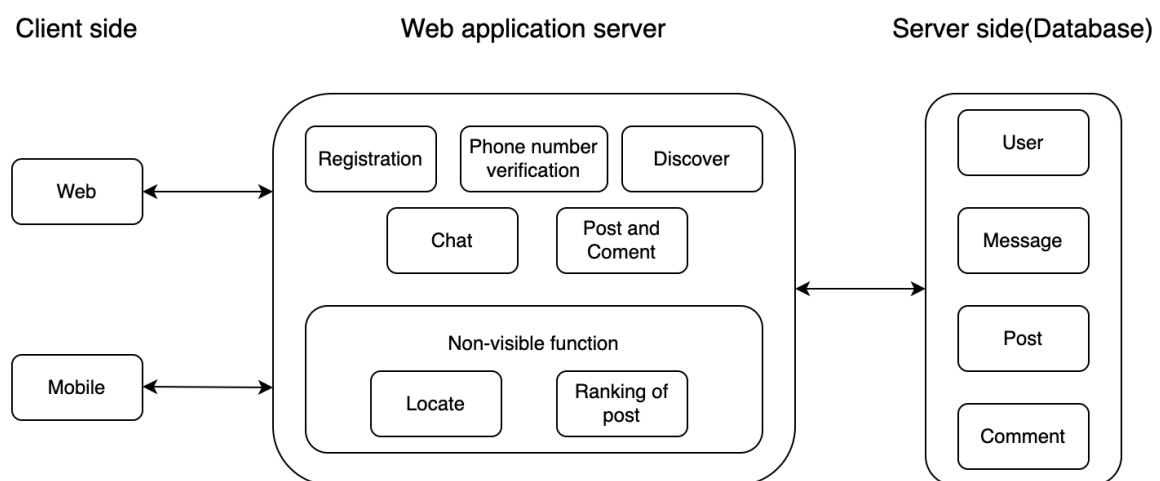 Client side
Web application server
Server side(Database)
Registration
Phone number
verification
Discover
User
Web
Chat
Post and
Coment
Message
Non-visible function
Post
Mobile
Locate
Ranking of
post
Comment